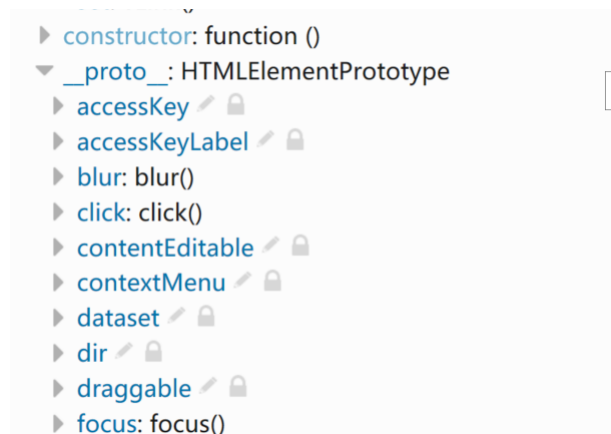 constructor: function ()
__proto__: HTMLElementPrototype
accessKey
accessKeyLabel
blur: blur()
click: click()
contentEditable
contextMenu
dataset
dir
draggable
focus: focus()